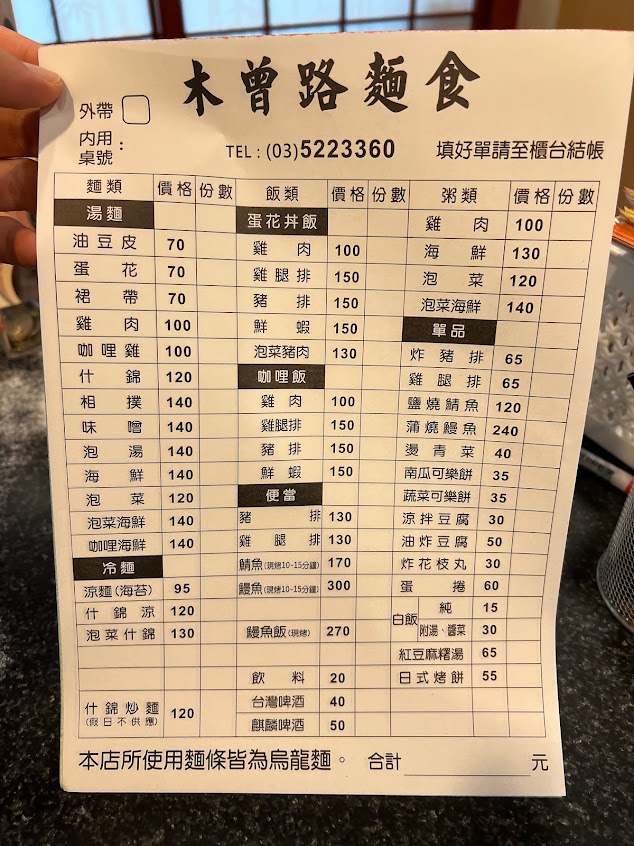 木曾路麵食
外帶
內用：
桌號
TEL：(03)5223360
填好單請至櫃台結帳
麵類 價格 份數
湯麵
油豆皮 70
蛋花 70
裙帶 70
雞肉 100
咖哩雞 100
什錦 120
相撲 140
味噌 140
泡湯 140
海鮮 140
泡菜 120
泡菜海鮮 140
咖哩海鮮 140
冷麵
涼麵(海苔) 95
什錦涼 120
泡菜什錦 130
什錦炒麵 120
(假日不供應)
飯類 價格 份數
蛋花丼飯
雞肉 100
雞腿排 150
豬排 150
鮮蝦 150
泡菜豬肉 130
咖哩飯
雞肉 100
雞腿排 150
豬排 150
鮮蝦 150
便當
豬排 130
雞腿排 130
鯖魚(現烤10-15分鐘) 170
鰻魚(現烤10-15分鐘) 300
鰻魚飯(現烤) 270
飲料 20
台灣啤酒 40
麒麟啤酒 50
粥類 價格 份數
雞肉 100
海鮮 130
泡菜 120
泡菜海鮮 140
單品
炸豬排 65
雞腿排 65
鹽燒鯖魚 120
蒲燒鰻魚 240
燙青菜 40
南瓜可樂餅 35
蔬菜可樂餅 35
涼拌豆腐 30
油炸豆腐 50
炸花枝丸 30
蛋捲 60
白飯 純 15
附湯、醬菜 30
紅豆麻糬湯 65
日式烤餅 55
本店所使用麵條皆為烏龍麵。
合計 元